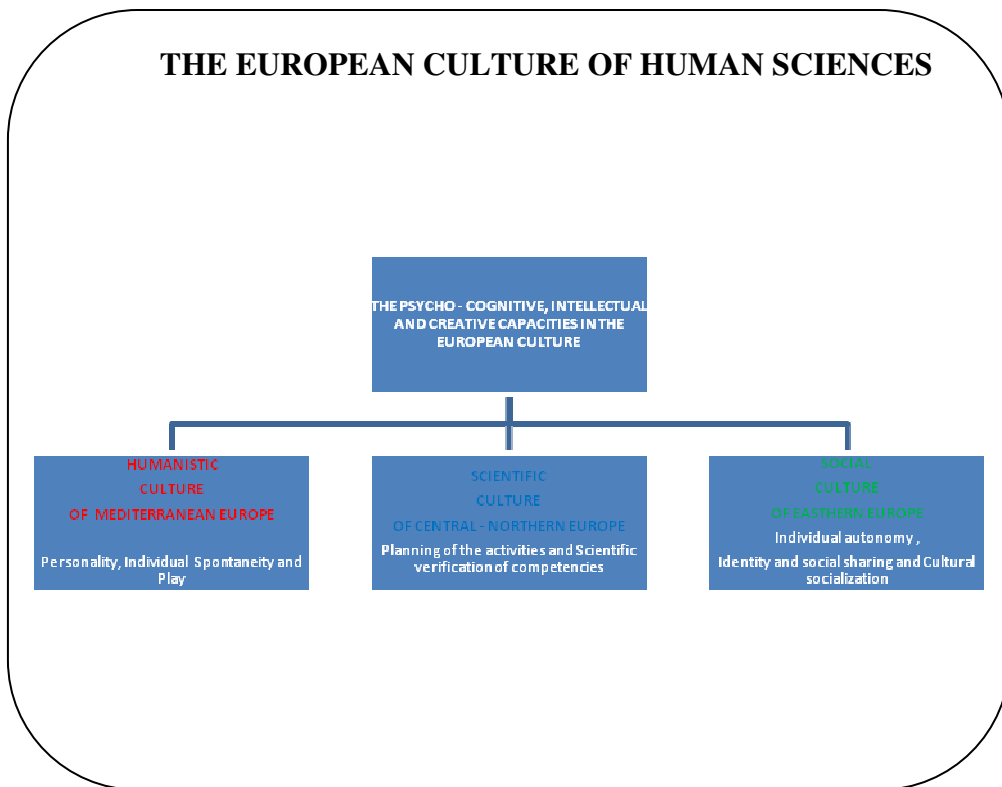 THE EUROPEAN CULTURE OF HUMAN SCIENCES
THE PSYCHO - COGNITIVE, INTELLECTUAL
AND CREATIVE CAPACITIES IN THE
EUROPEAN CULTURE
HUMANISTIC
CULTURE
OF MEDITERRANEAN EUROPE
Personality, Individual Spontaneity and
Play
SCIENTIFIC
CULTURE
OF CENTRAL - NORTHERN EUROPE
Planning of the activities and Scientific
verification of competencies
SOCIAL
CULTURE
OF EASTHERN EUROPE
Individual autonomy ,
Identity and social sharing and Cultural
socialization